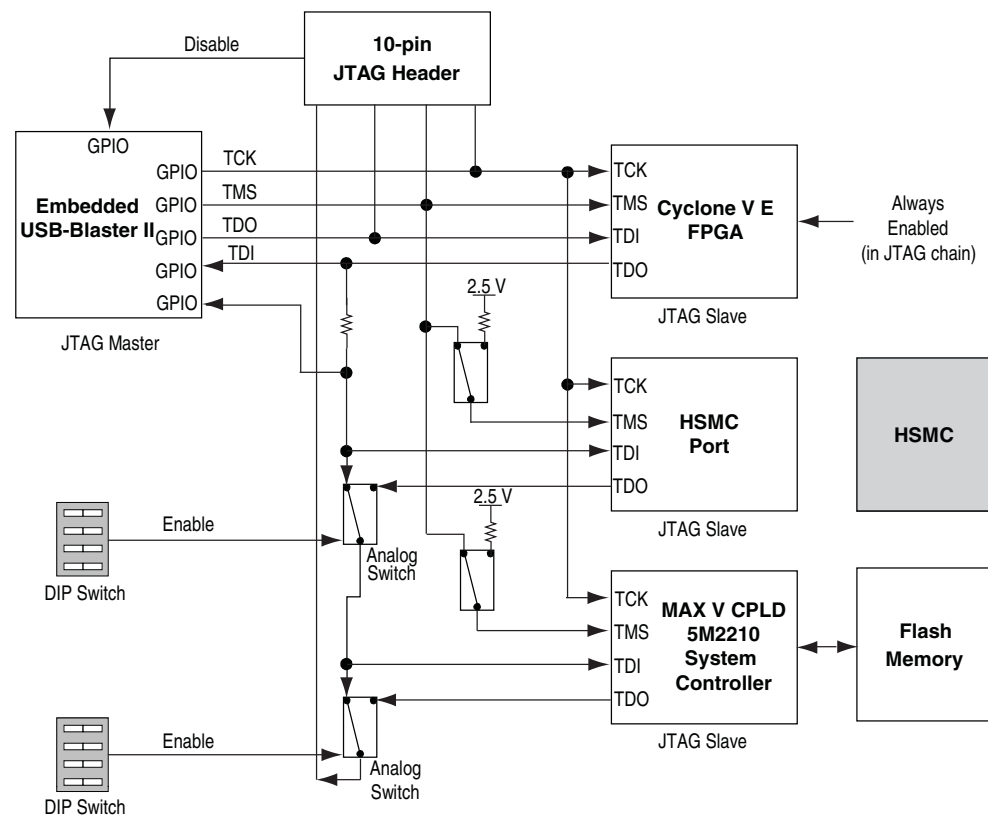 Disable
10-pin
JTAG Header
GPIO
Embedded
USB-Blaster II
GPIO
GPIO
GPIO
GPIO
GPIO
TCK
TMS
TDO
TDI
JTAG Master
TCK
TMS
TDI
TDO
Cyclone V E
FPGA
JTAG Slave
Always
Enabled
(in JTAG chain)
2.5 V
TCK
TMS
TDI
TDO
HSMC
Port
JTAG Slave
HSMC
DIP Switch
Enable
Analog
Switch
2.5 V
TCK
TMS
TDI
TDO
MAX V CPLD
5M2210
System
Controller
JTAG Slave
Flash
Memory
DIP Switch
Enable
Analog
Switch